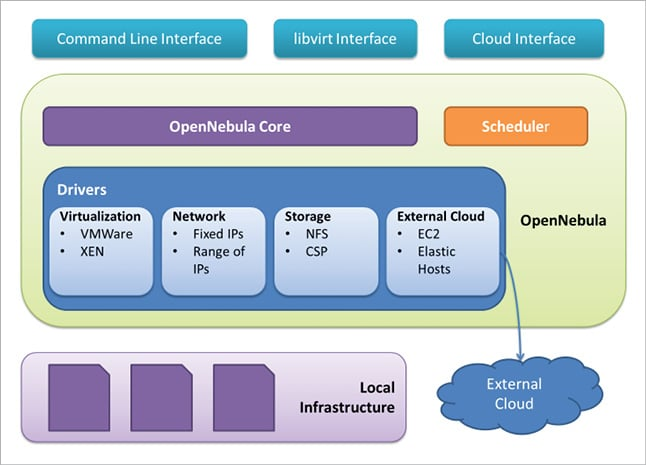 Command Line Interface
libvirt Interface
Cloud Interface
OpenNebula Core
Scheduler
Drivers
Virtualization
• VMWare
• XEN
Network
• Fixed IPs
• Range of
IPs
Storage
• NFS
• CSP
External Cloud
• EC2
• Elastic
Hosts
OpenNebula
Local
Infrastructure
External
Cloud